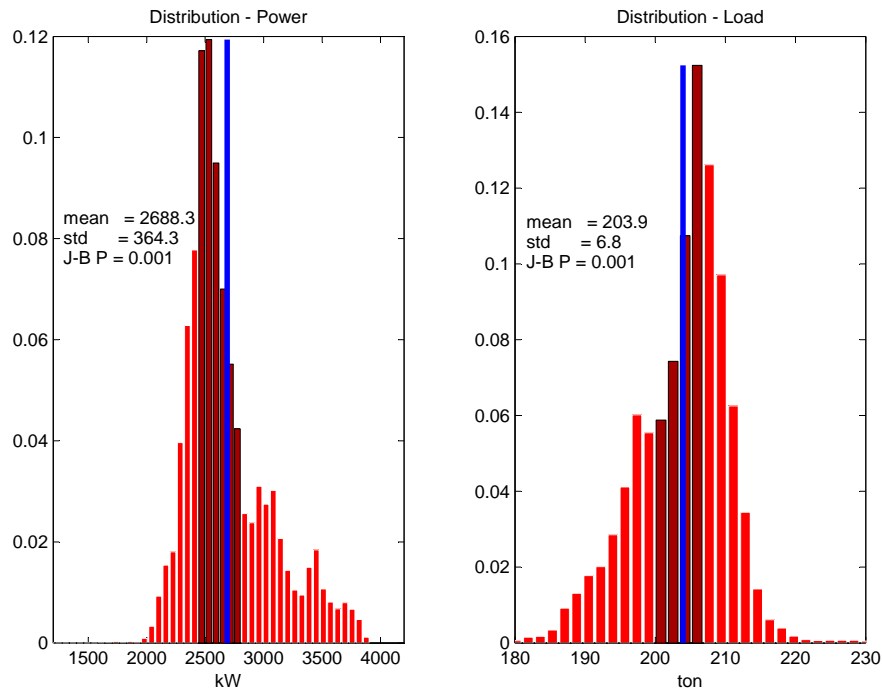 Distribution - Power
0.12
0.1
0.08
0.06
0.04
0.02
0
mean = 2688.3
std = 364.3
J-B P = 0.001
1500 2000 2500 3000 3500 4000
kW
Distribution - Load
0.16
0.14
0.12
0.1
0.08
0.06
0.04
0.02
0
mean = 203.9
std = 6.8
J-B P = 0.001
180 190 200 210 220 230
ton